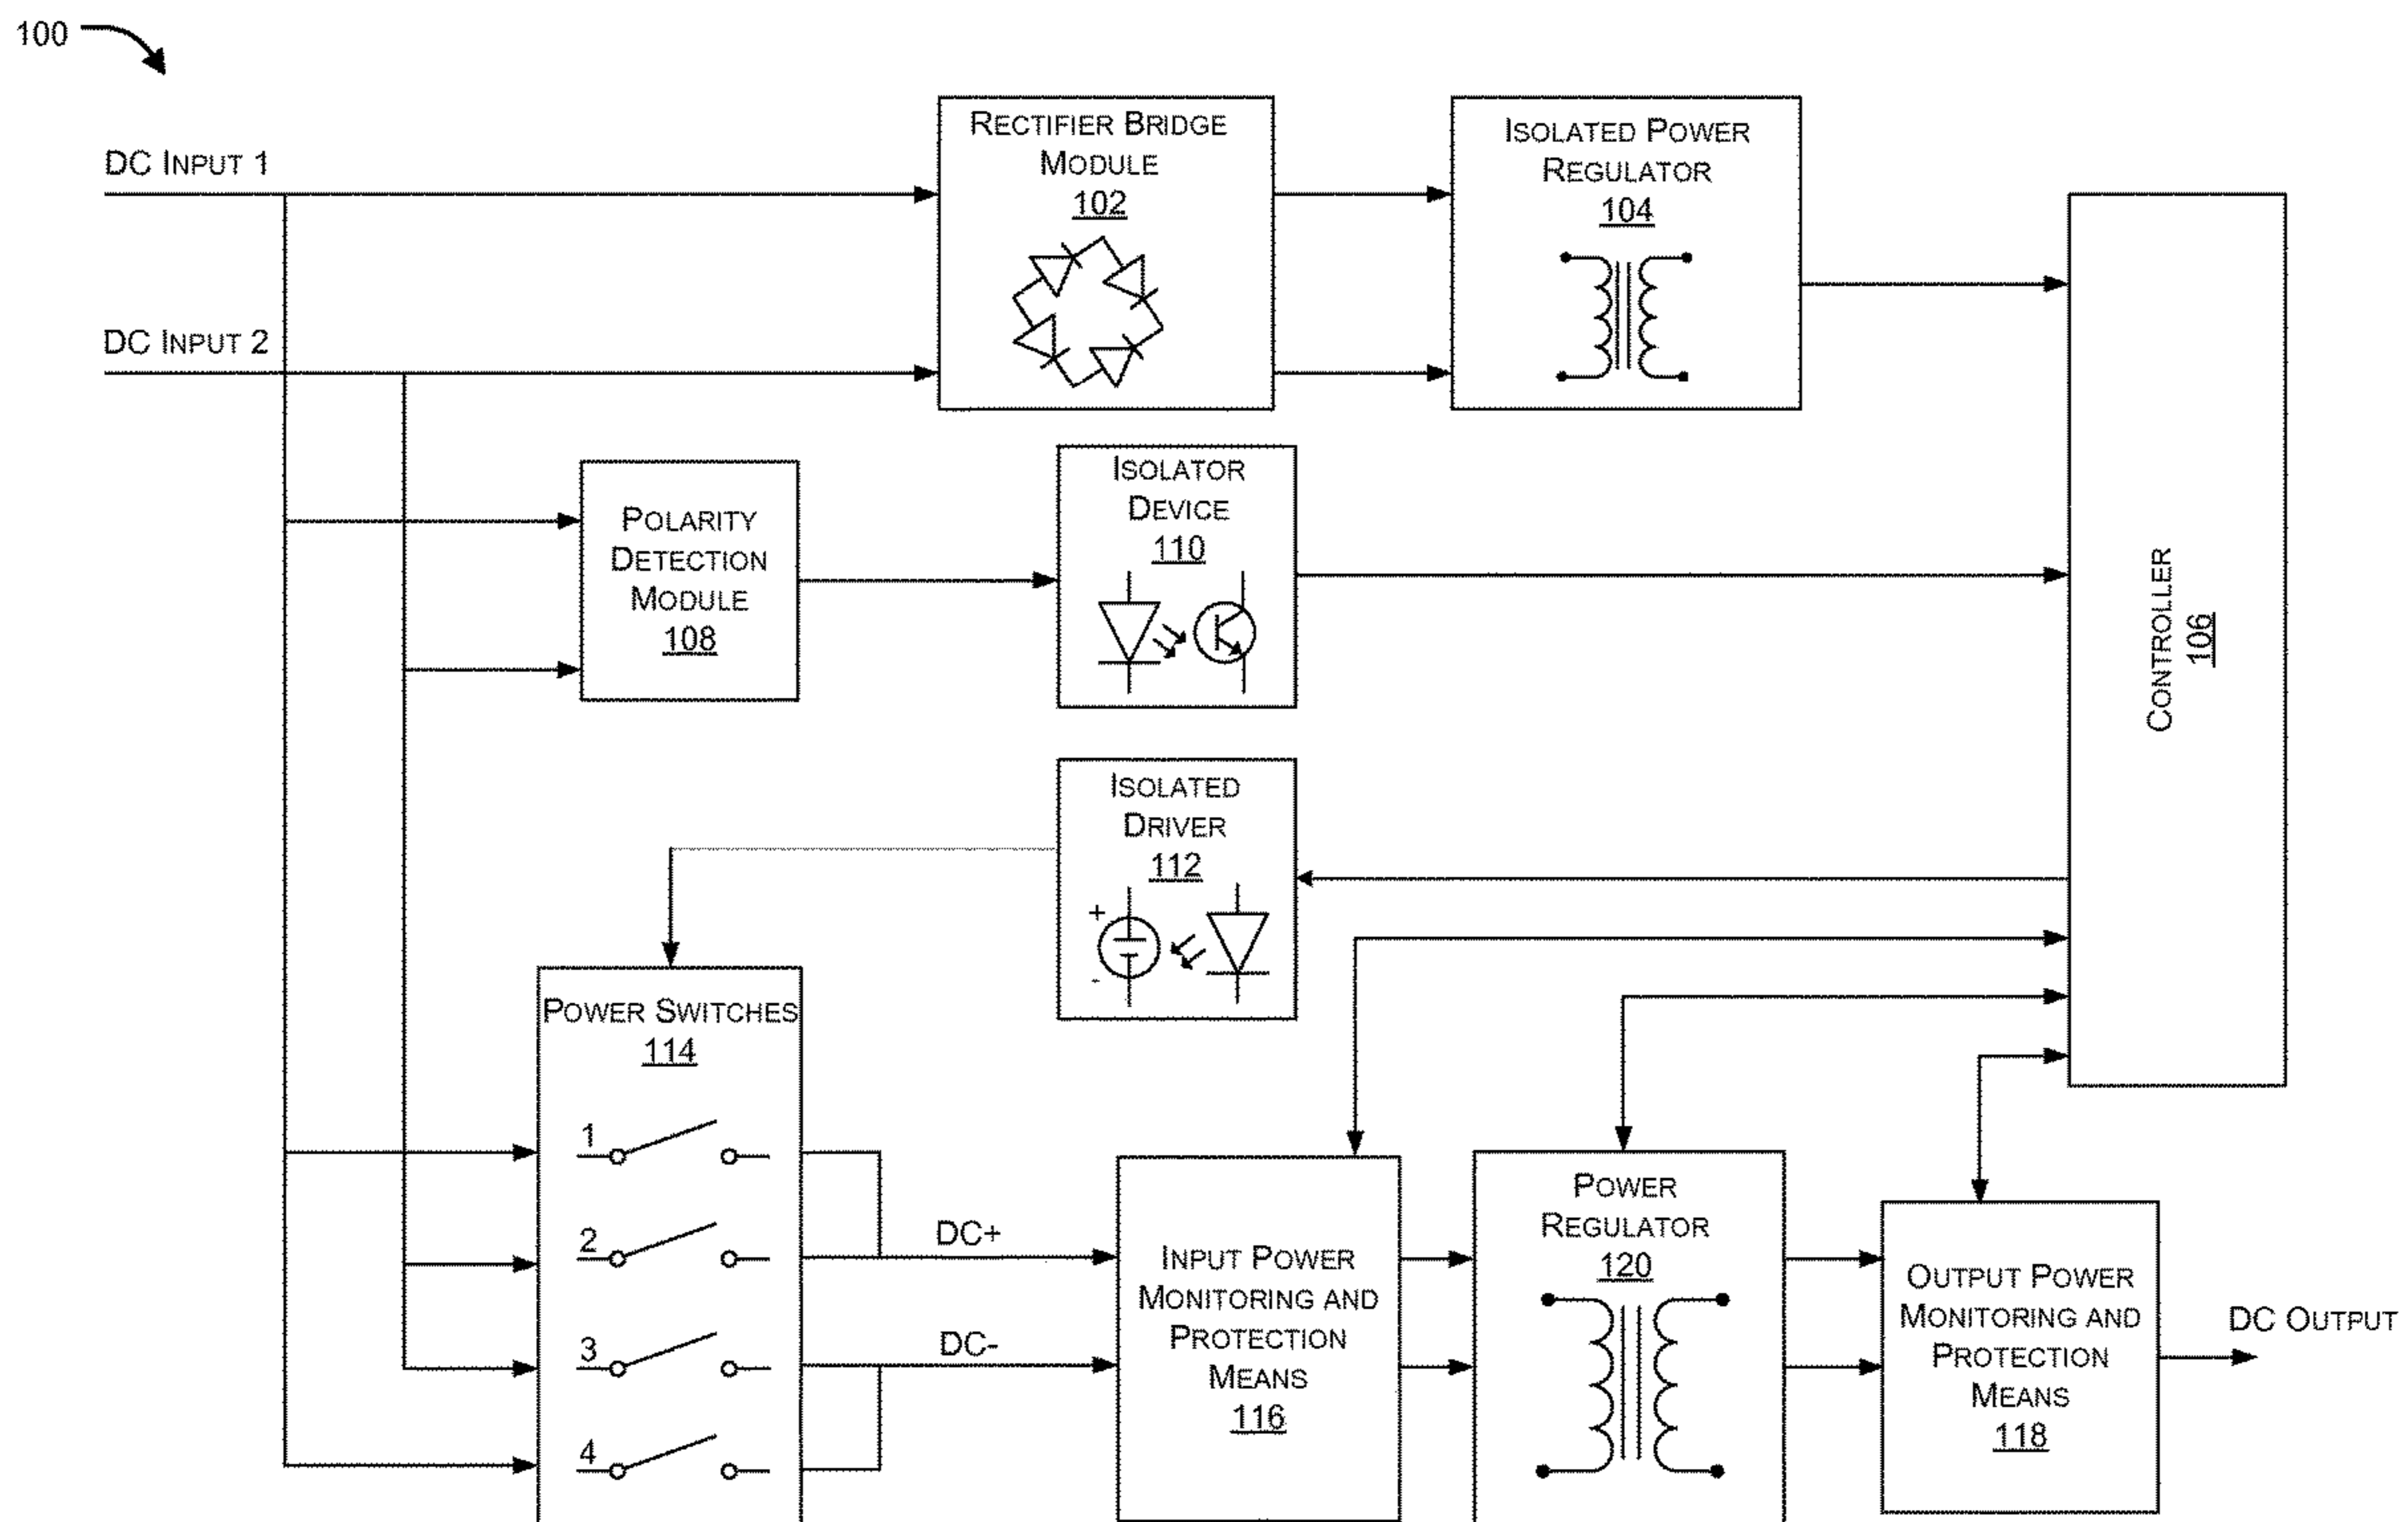 100
DC INPUT 1
DC INPUT 2
RECTIFIER BRIDGE
MODULE
102
ISOLATED POWER
REGULATOR
104
CONTROLLER
106
POLARITY
DETECTION
MODULE
108
ISOLATOR
DEVICE
110
ISOLATED
DRIVER
112
+
-
POWER SWITCHES
114
1
2
3
4
DC+
DC-
INPUT POWER
MONITORING AND
PROTECTION
MEANS
116
POWER
REGULATOR
120
OUTPUT POWER
MONITORING AND
PROTECTION
MEANS
118
DC OUTPUT